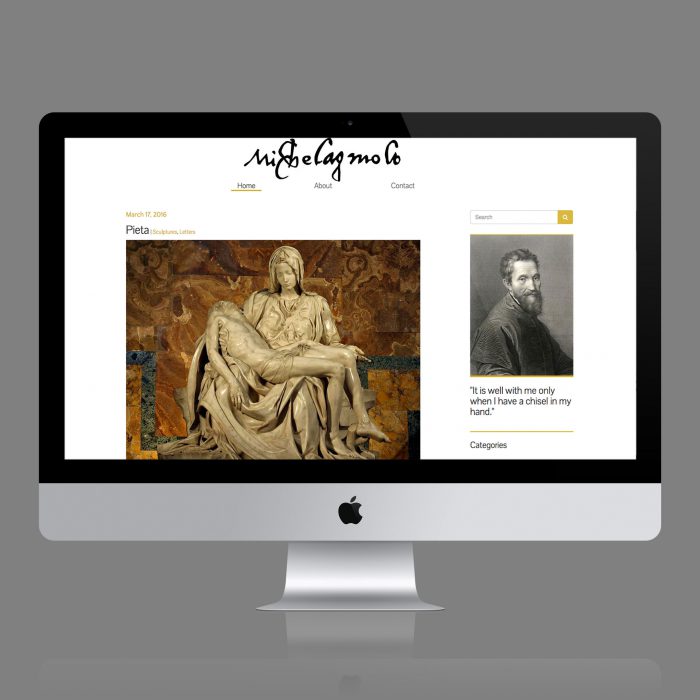 Michelagniolo
Home About Contact
March 17, 2016
Search
Pieta | Sculptures, Letters
"It is well with me only
when I have a chisel in my
hand."
Categories